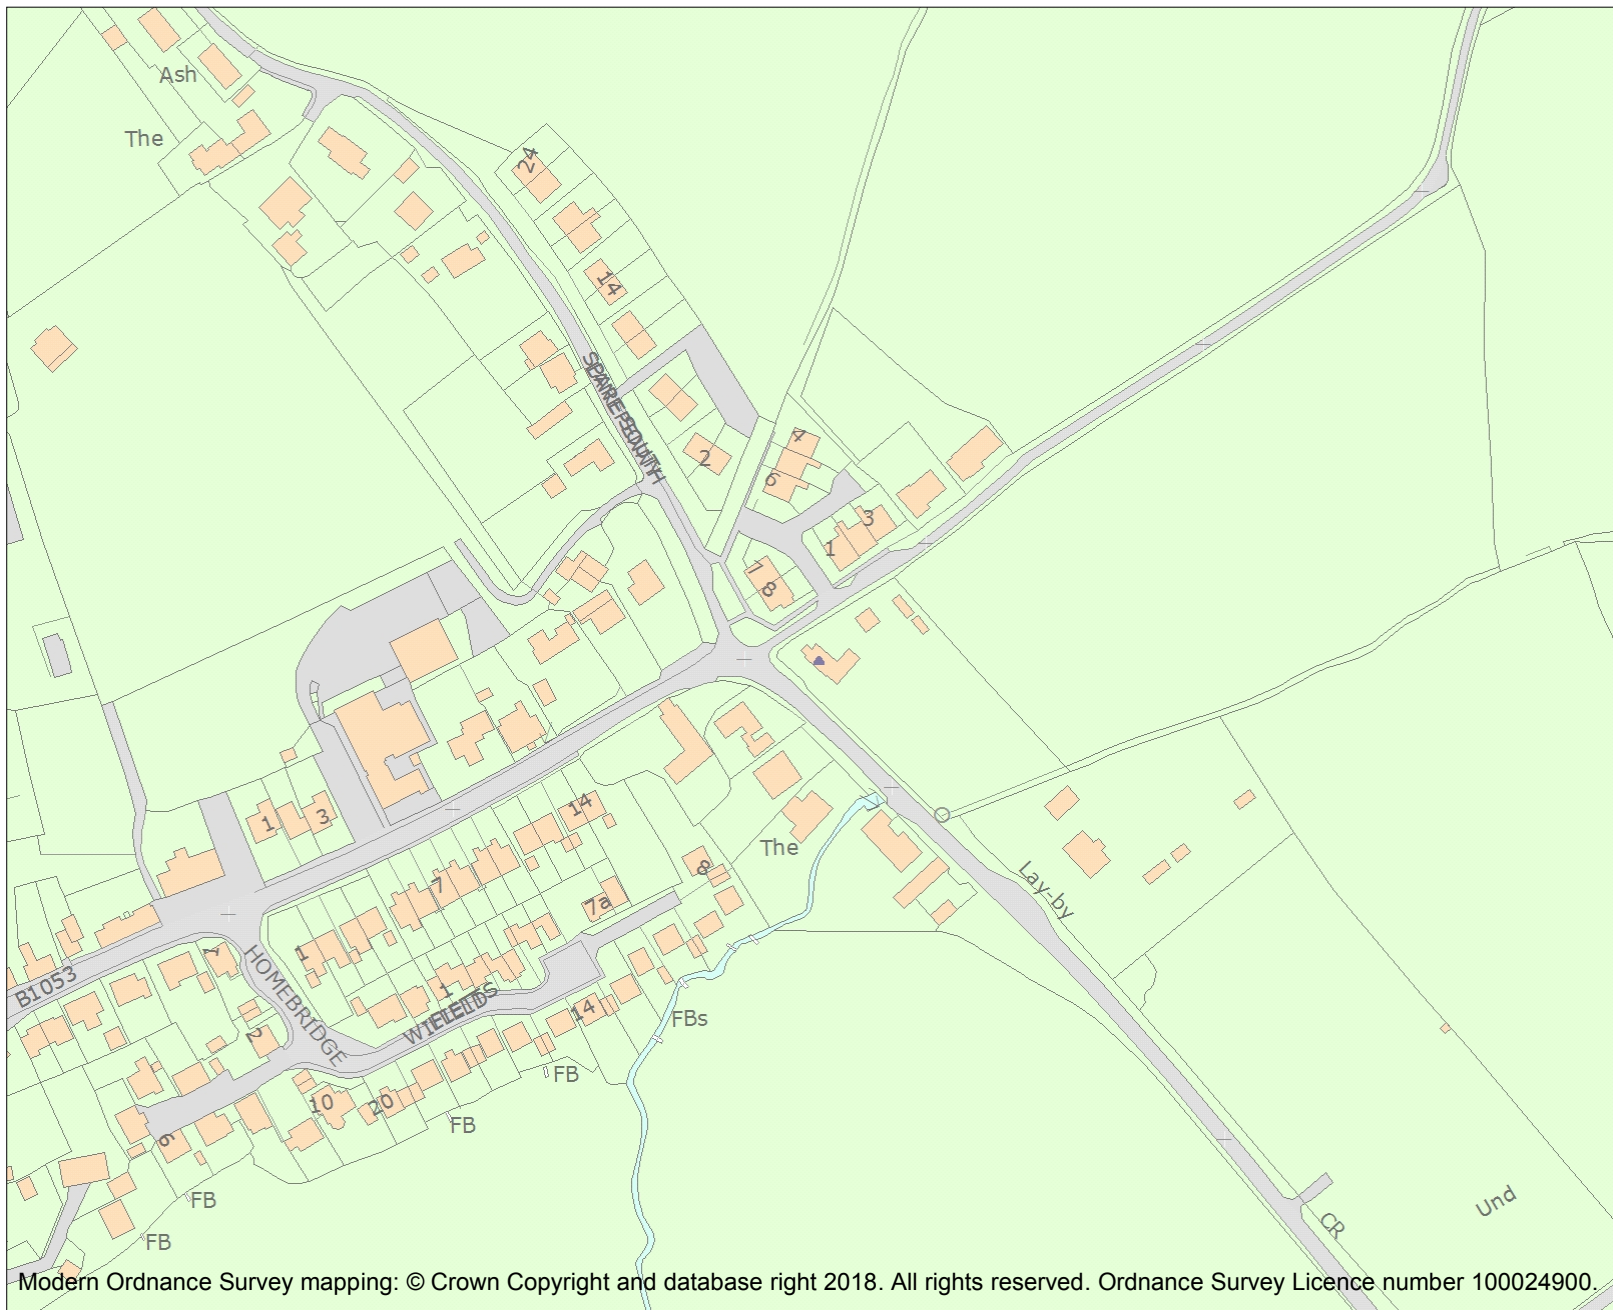 Ash
The
24
14
2
4
6
3
1
7
8
1
3
14
7
8
The
7a
Lay-by
1
1
HOMEBRIDGE
B1053
1
14
FBs
2
FB
10
20
FB
6
FB
FB
CR
Und
Modern Ordnance Survey mapping: © Crown Copyright and database right 2018. All rights reserved. Ordnance Survey Licence number 100024900.